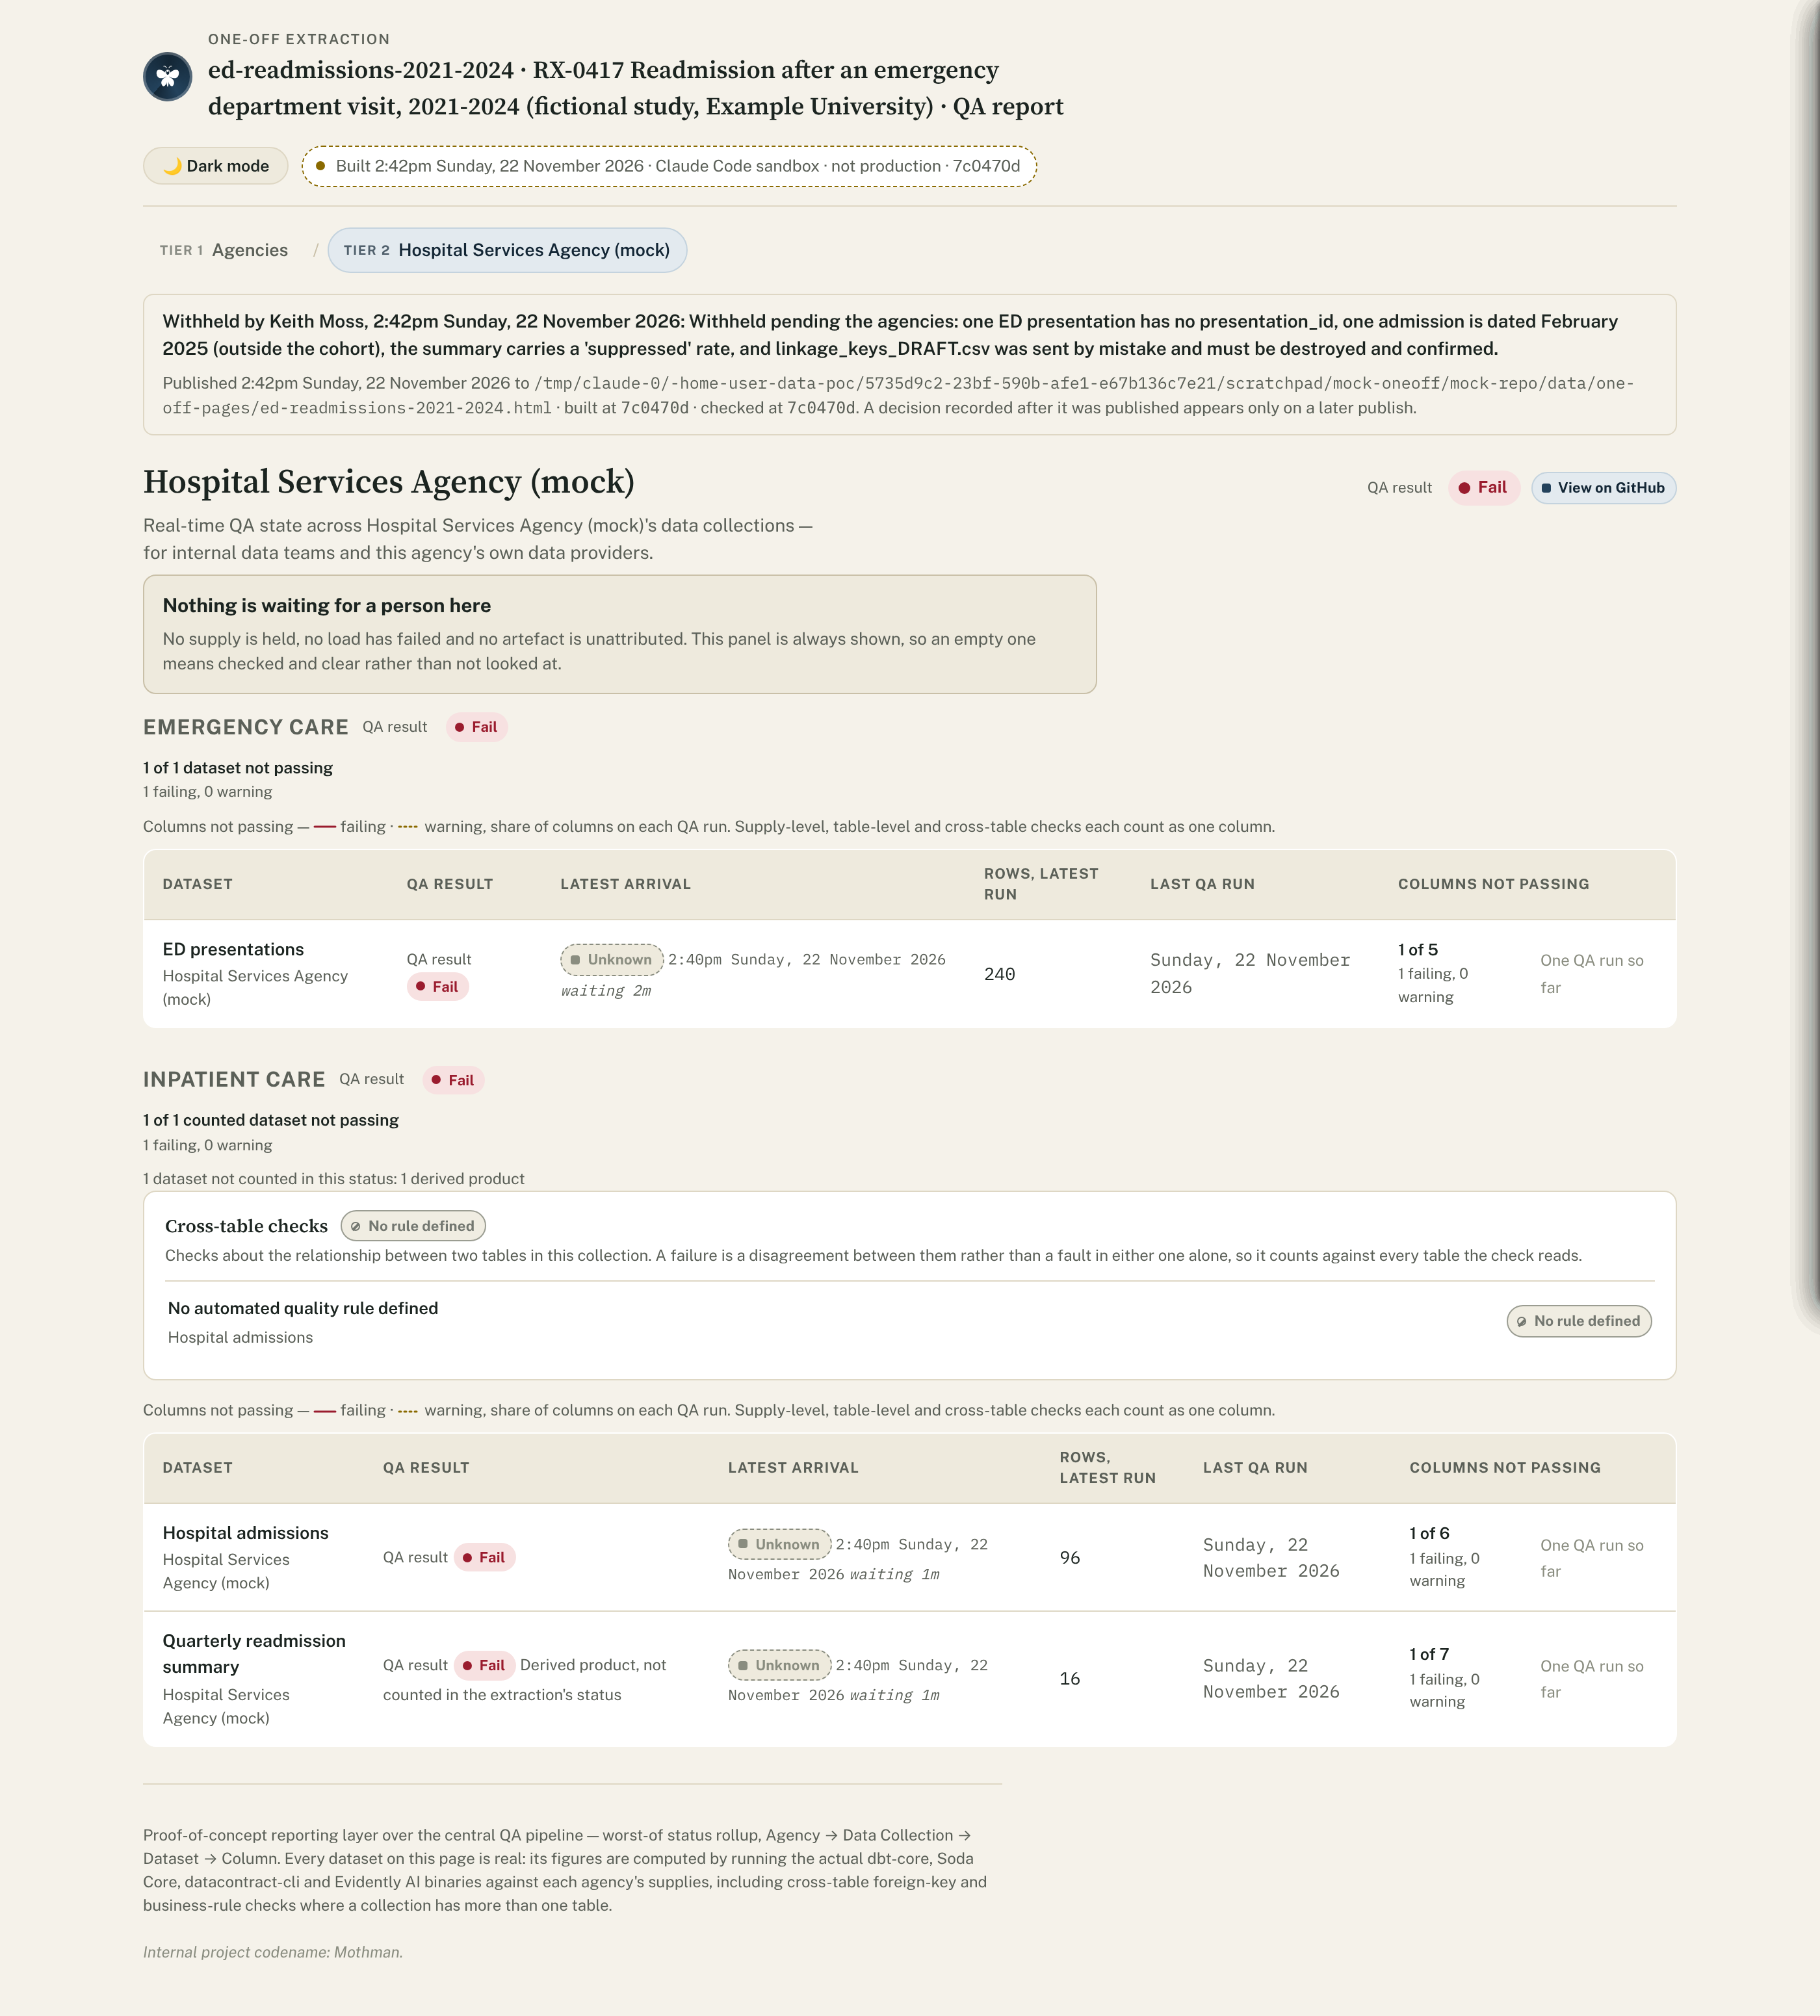 ONE-OFF EXTRACTION
ed-readmissions-2021-2024 · RX-0417 Readmission after an emergency
department visit, 2021-2024 (fictional study, Example University) · QA report
🌙 Dark mode
Built 2:42pm Sunday, 22 November 2026 · Claude Code sandbox · not production · 7c0470d
TIER 1 Agencies / TIER 2 Hospital Services Agency (mock)
Withheld by Keith Moss, 2:42pm Sunday, 22 November 2026: Withheld pending the agencies: one ED presentation has no presentation_id, one admission is dated February
2025 (outside the cohort), the summary carries a 'suppressed' rate, and linkage_keys_DRAFT.csv was sent by mistake and must be destroyed and confirmed.
Published 2:42pm Sunday, 22 November 2026 to /tmp/claude-0/-home-user-data-poc/5735d9c2-23bf-590b-afe1-e67b136c7e21/scratchpad/mock-oneoff/mock-repo/data/one-
off-pages/ed-readmissions-2021-2024.html · built at 7c0470d · checked at 7c0470d. A decision recorded after it was published appears only on a later publish.
Hospital Services Agency (mock)
QA result Fail View on GitHub
Real-time QA state across Hospital Services Agency (mock)'s data collections —
for internal data teams and this agency's own data providers.
Nothing is waiting for a person here
No supply is held, no load has failed and no artefact is unattributed. This panel is always shown, so an empty one
means checked and clear rather than not looked at.
EMERGENCY CARE QA result Fail
1 of 1 dataset not passing
1 failing, 0 warning
Columns not passing — failing · warning, share of columns on each QA run. Supply-level, table-level and cross-table checks each count as one column.
DATASET
QA RESULT
LATEST ARRIVAL
ROWS, LATEST
RUN
LAST QA RUN
COLUMNS NOT PASSING
ED presentations
Hospital Services Agency
(mock)
QA result
Fail
Unknown 2:40pm Sunday, 22 November 2026
waiting 2m
240
Sunday, 22 November
2026
1 of 5
1 failing, 0
warning
One QA run so
far
INPATIENT CARE QA result Fail
1 of 1 counted dataset not passing
1 failing, 0 warning
1 dataset not counted in this status: 1 derived product
Cross-table checks No rule defined
Checks about the relationship between two tables in this collection. A failure is a disagreement between them rather than a fault in either one alone, so it counts against every table the check reads.
No automated quality rule defined
Hospital admissions
No rule defined
Columns not passing — failing · warning, share of columns on each QA run. Supply-level, table-level and cross-table checks each count as one column.
DATASET
QA RESULT
LATEST ARRIVAL
ROWS,
LATEST RUN
LAST QA RUN
COLUMNS NOT PASSING
Hospital admissions
Hospital Services
Agency (mock)
QA result Fail
Unknown 2:40pm Sunday, 22
November 2026 waiting 1m
96
Sunday, 22
November 2026
1 of 6
1 failing, 0
warning
One QA run so
far
Quarterly readmission
summary
Hospital Services
Agency (mock)
QA result Fail Derived product, not
counted in the extraction's status
Unknown 2:40pm Sunday, 22
November 2026 waiting 1m
16
Sunday, 22
November 2026
1 of 7
1 failing, 0
warning
One QA run so
far
Proof-of-concept reporting layer over the central QA pipeline — worst-of status rollup, Agency → Data Collection →
Dataset → Column. Every dataset on this page is real: its figures are computed by running the actual dbt-core, Soda
Core, datacontract-cli and Evidently AI binaries against each agency's supplies, including cross-table foreign-key and
business-rule checks where a collection has more than one table.
Internal project codename: Mothman.